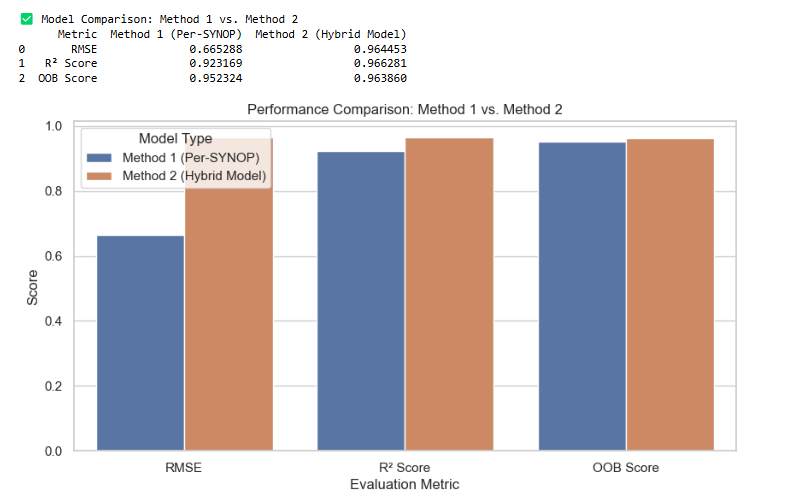 ✅ Model Comparison: Method 1 vs. Method 2
Metric Method 1 (Per-SYNOP) Method 2 (Hybrid Model)
0 RMSE 0.665288 0.964453
1 R² Score 0.923169 0.966281
2 OOB Score 0.952324 0.963860
Performance Comparison: Method 1 vs. Method 2
Model Type
Method 1 (Per-SYNOP)
Method 2 (Hybrid Model)
1.0
0.8
0.6
0.4
0.2
0.0
Score
RMSE R² Score OOB Score
Evaluation Metric